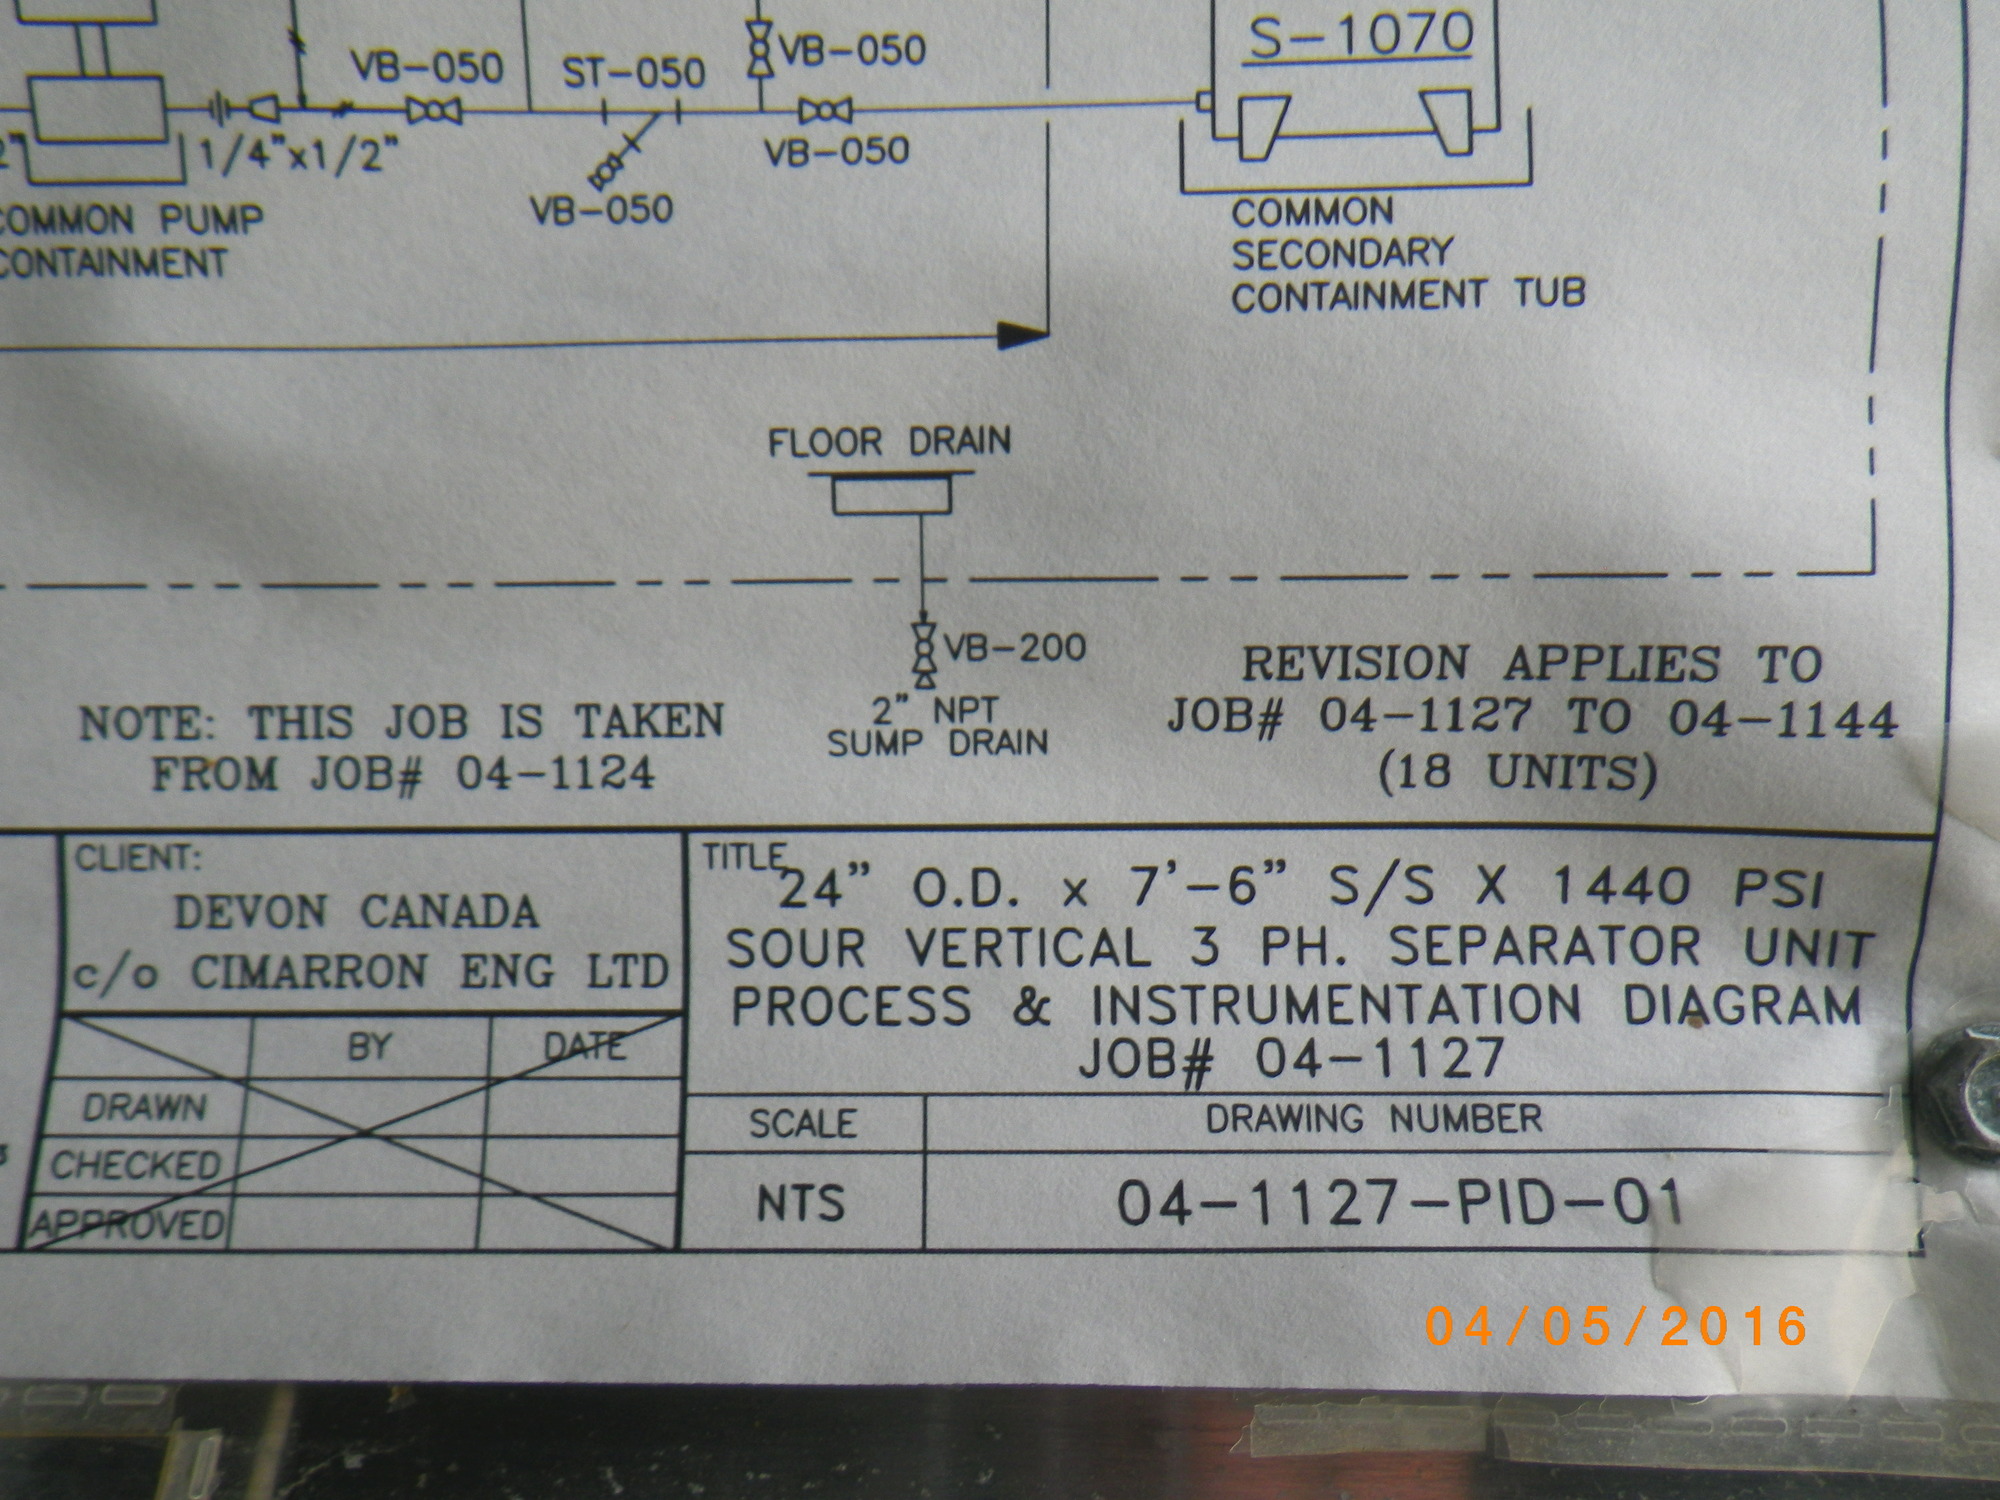 S-1070
VB-050
ST-050
VB-050
1/4"x1/2"
VB-050
VB-050
COMMON PUMP
CONTAINMENT
COMMON
SECONDARY
CONTAINMENT TUB
FLOOR DRAIN
VB-200
2" NPT
SUMP DRAIN
NOTE: THIS JOB IS TAKEN
FROM JOB# 04-1124
REVISION APPLIES TO
JOB# 04-1127 TO 04-1144
(18 UNITS)
CLIENT:
DEVON CANADA
c/o CIMARRON ENG LTD
BY
DATE
DRAWN
CHECKED
APPROVED
TITLE
24" O.D. x 7'-6" S/S X 1440 PSI
SOUR VERTICAL 3 PH. SEPARATOR UNIT
PROCESS & INSTRUMENTATION DIAGRAM
JOB# 04-1127
SCALE
DRAWING NUMBER
NTS
04-1127-PID-01
04/05/2016